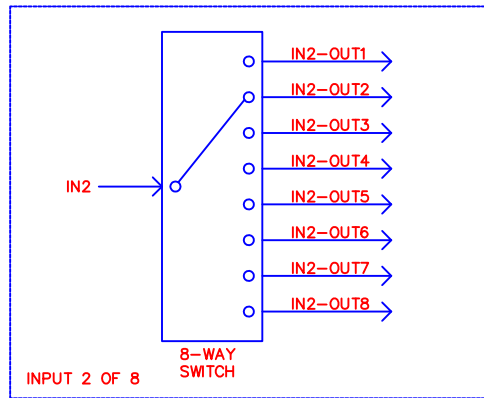 IN2-OUT1
IN2-OUT2
IN2-OUT3
IN2-OUT4
IN2
IN2-OUT5
IN2-OUT6
IN2-OUT7
IN2-OUT8
8-WAY
SWITCH
INPUT 2 OF 8